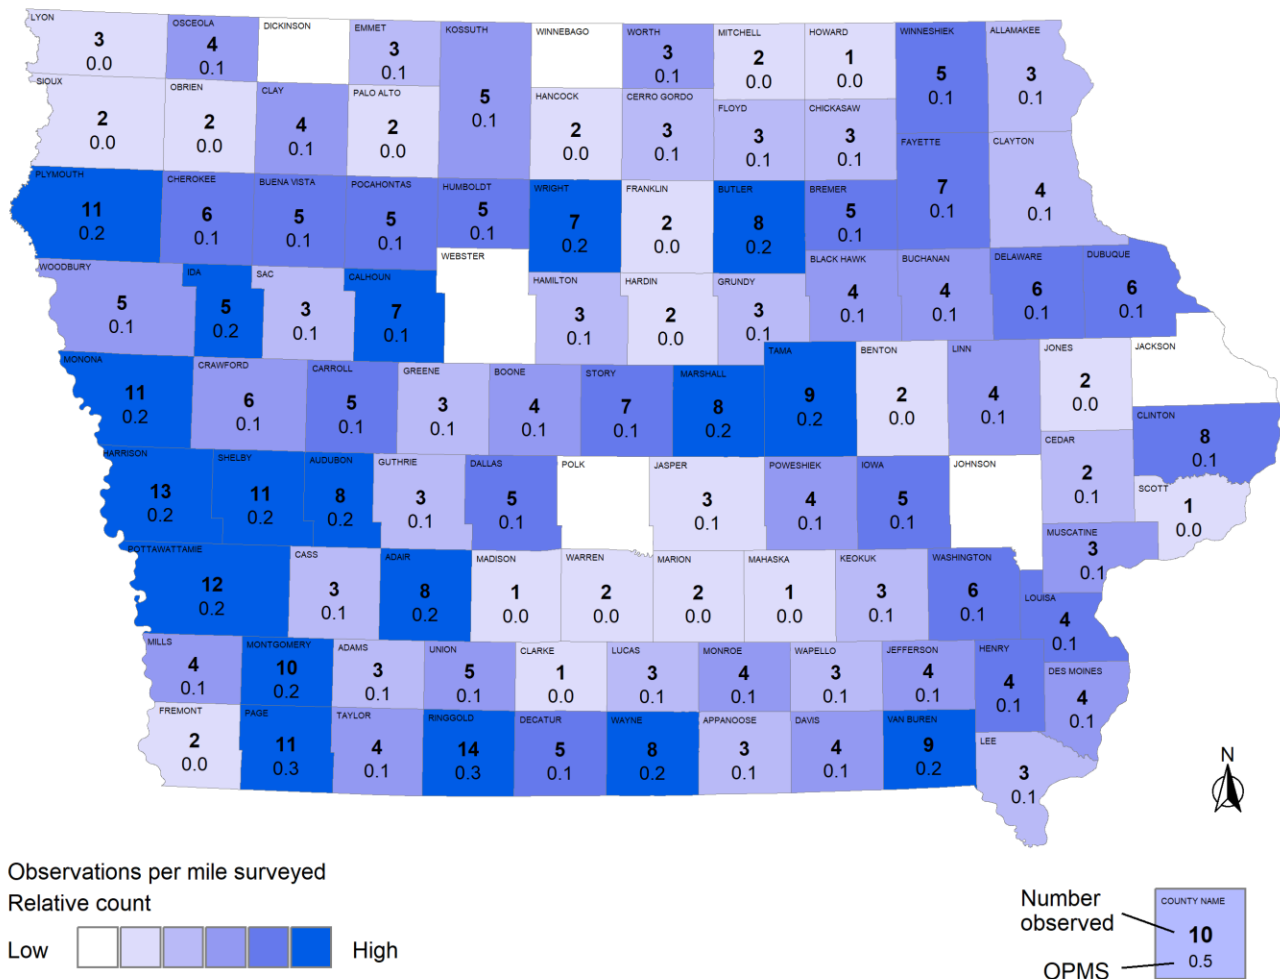 LYON
3
0.0
OSCEOLA
4
0.1
DICKINSON
EMMET
3
0.1
KOSSUTH
5
0.1
WINNEBAGO
WORTH
3
0.1
MITCHELL
2
0.0
HOWARD
1
0.0
WINNESHIEK
5
0.1
ALLAMAKEE
3
0.1
SIOUX
2
0.0
OBRIEN
2
0.0
CLAY
4
0.1
PALO ALTO
2
0.0
HANCOCK
2
0.0
CERRO GORDO
3
0.1
FLOYD
3
0.1
CHICKASAW
3
0.1
FAYETTE
7
0.1
CLAYTON
4
0.1
PLYMOUTH
11
0.2
CHEROKEE
6
0.1
BUENA VISTA
5
0.1
POCAHONTAS
5
0.1
HUMBOLDT
5
0.1
WRIGHT
7
0.2
FRANKLIN
2
0.0
BUTLER
8
0.2
BREMER
5
0.1
WOODBURY
5
0.1
IDA
5
0.2
SAC
3
0.1
CALHOUN
7
0.1
WEBSTER
HAMILTON
3
0.1
HARDIN
2
0.0
GRUNDY
3
0.1
BLACK HAWK
4
0.1
BUCHANAN
4
0.1
DELAWARE
6
0.1
DUBUQUE
6
0.1
MONONA
11
0.2
CRAWFORD
6
0.1
CARROLL
5
0.1
GREENE
3
0.1
BOONE
4
0.1
STORY
7
0.1
MARSHALL
8
0.2
TAMA
9
0.2
BENTON
2
0.0
LINN
4
0.1
JONES
2
0.0
JACKSON
CLINTON
8
0.1
HARRISON
13
0.2
SHELBY
11
0.2
AUDUBON
8
0.2
GUTHRIE
3
0.1
DALLAS
5
0.1
POLK
JASPER
3
0.1
POWESHIEK
4
0.1
IOWA
5
0.1
JOHNSON
CEDAR
2
0.1
SCOTT
1
0.0
MUSCATINE
3
0.1
POTTAWATTAMIE
12
0.2
CASS
3
0.1
ADAIR
8
0.2
MADISON
1
0.0
WARREN
2
0.0
MARION
2
0.0
MAHASKA
1
0.0
KEOKUK
3
0.1
WASHINGTON
6
0.1
LOUISA
4
0.1
MILLS
4
0.1
MONTGOMERY
10
0.2
ADAMS
3
0.1
UNION
5
0.1
CLARKE
1
0.0
LUCAS
3
0.1
MONROE
4
0.1
WAPELLO
3
0.1
JEFFERSON
4
0.1
HENRY
4
0.1
DES MOINES
4
0.1
FREMONT
2
0.0
PAGE
11
0.3
TAYLOR
4
0.1
RINGGOLD
14
0.3
DECATUR
5
0.1
WAYNE
8
0.2
APPANOOSE
3
0.1
DAVIS
4
0.1
VAN BUREN
9
0.2
LEE
3
0.1
N
Observations per mile surveyed
Relative count
Low High
Number
observed
OPMS
COUNTY NAME
10
0.5